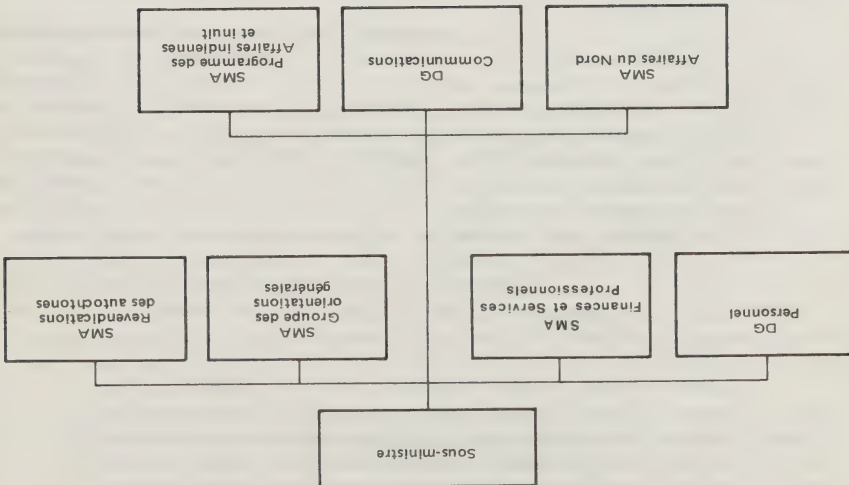 Sous-ministre
DG
Personnel
SMA
Finances et Services
Professionnels
SMA
Groupe des
orientations
générales
SMA
Revendications
des autochtones
SMA
Affaires du Nord
DG
Communications
SMA
Programme des
Affaires indiennes
et inuit